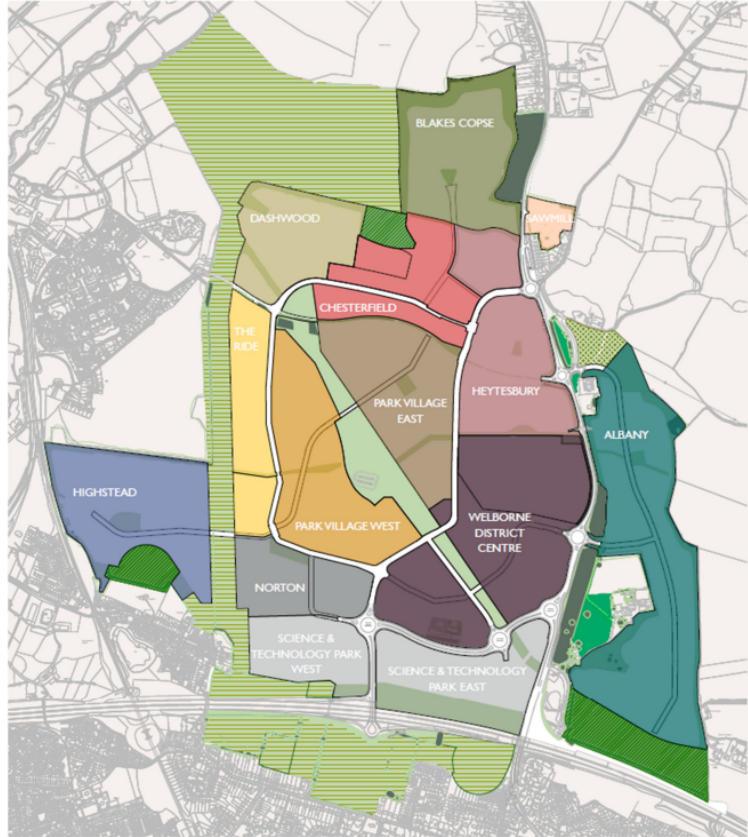 BLAKES COPSE
DASHWOOD
SAWMILL
CHESTERFIELD
THE
RIDE
HEYTESBURY
PARK VILLAGE
EAST
ALBANY
HIGHSTEAD
WELBORNE
DISTRICT
CENTRE
PARK VILLAGE WEST
NORTON
SCIENCE &
TECHNOLOGY PARK
WEST
SCIENCE & TECHNOLOGY
PARK EAST